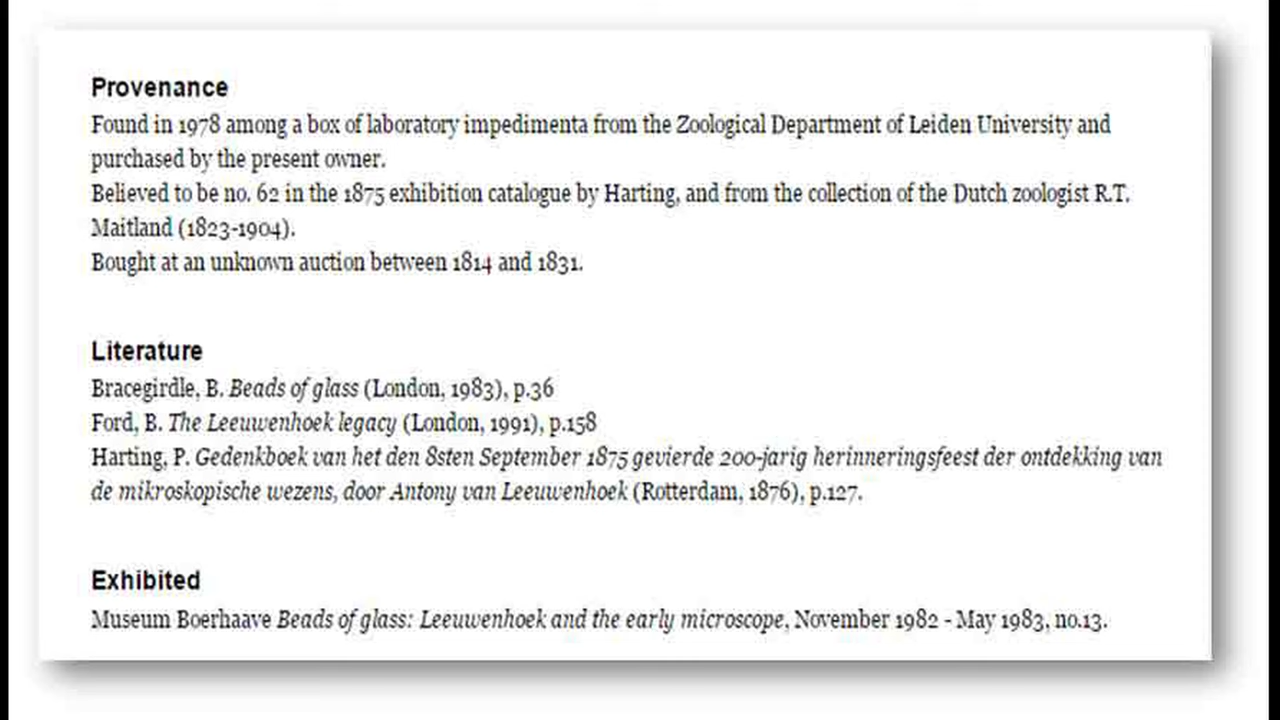 Provenance
Found in 1978 among a box of laboratory impedimenta from the Zoological Department of Leiden University and
purchased by the present owner.
Believed to be no. 62 in the 1875 exhibition catalogue by Harting, and from the collection of the Dutch zoologist R.T.
Maitland (1823-1904).
Bought at an unknown auction between 1814 and 1831.
Literature
Bracegirdle, B. Beads of glass (London, 1983), p.36
Ford, B. The Leeuwenhoek legacy (London, 1991), p.158
Harting, P. Gedenkboek van het den 8sten September 1875 gevierde 200-jarig herinneringsfeest der ontdekking van
de mikroskopische wezens, door Antony van Leeuwenhoek (Rotterdam, 1876), p.127.
Exhibited
Museum Boerhaave Beads of glass: Leeuwenhoek and the early microscope, November 1982 - May 1983, no.13.